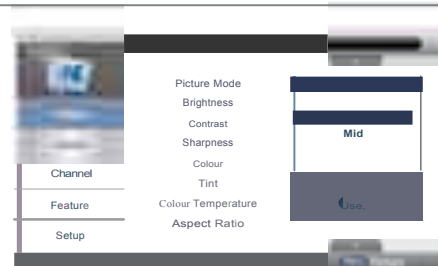 Picture Mode
Brightness
Contrast
Mid
Sharpness
Colour
Channel
Tint
Feature
Colour Temperature
Use,
Aspect Ratio
Setup